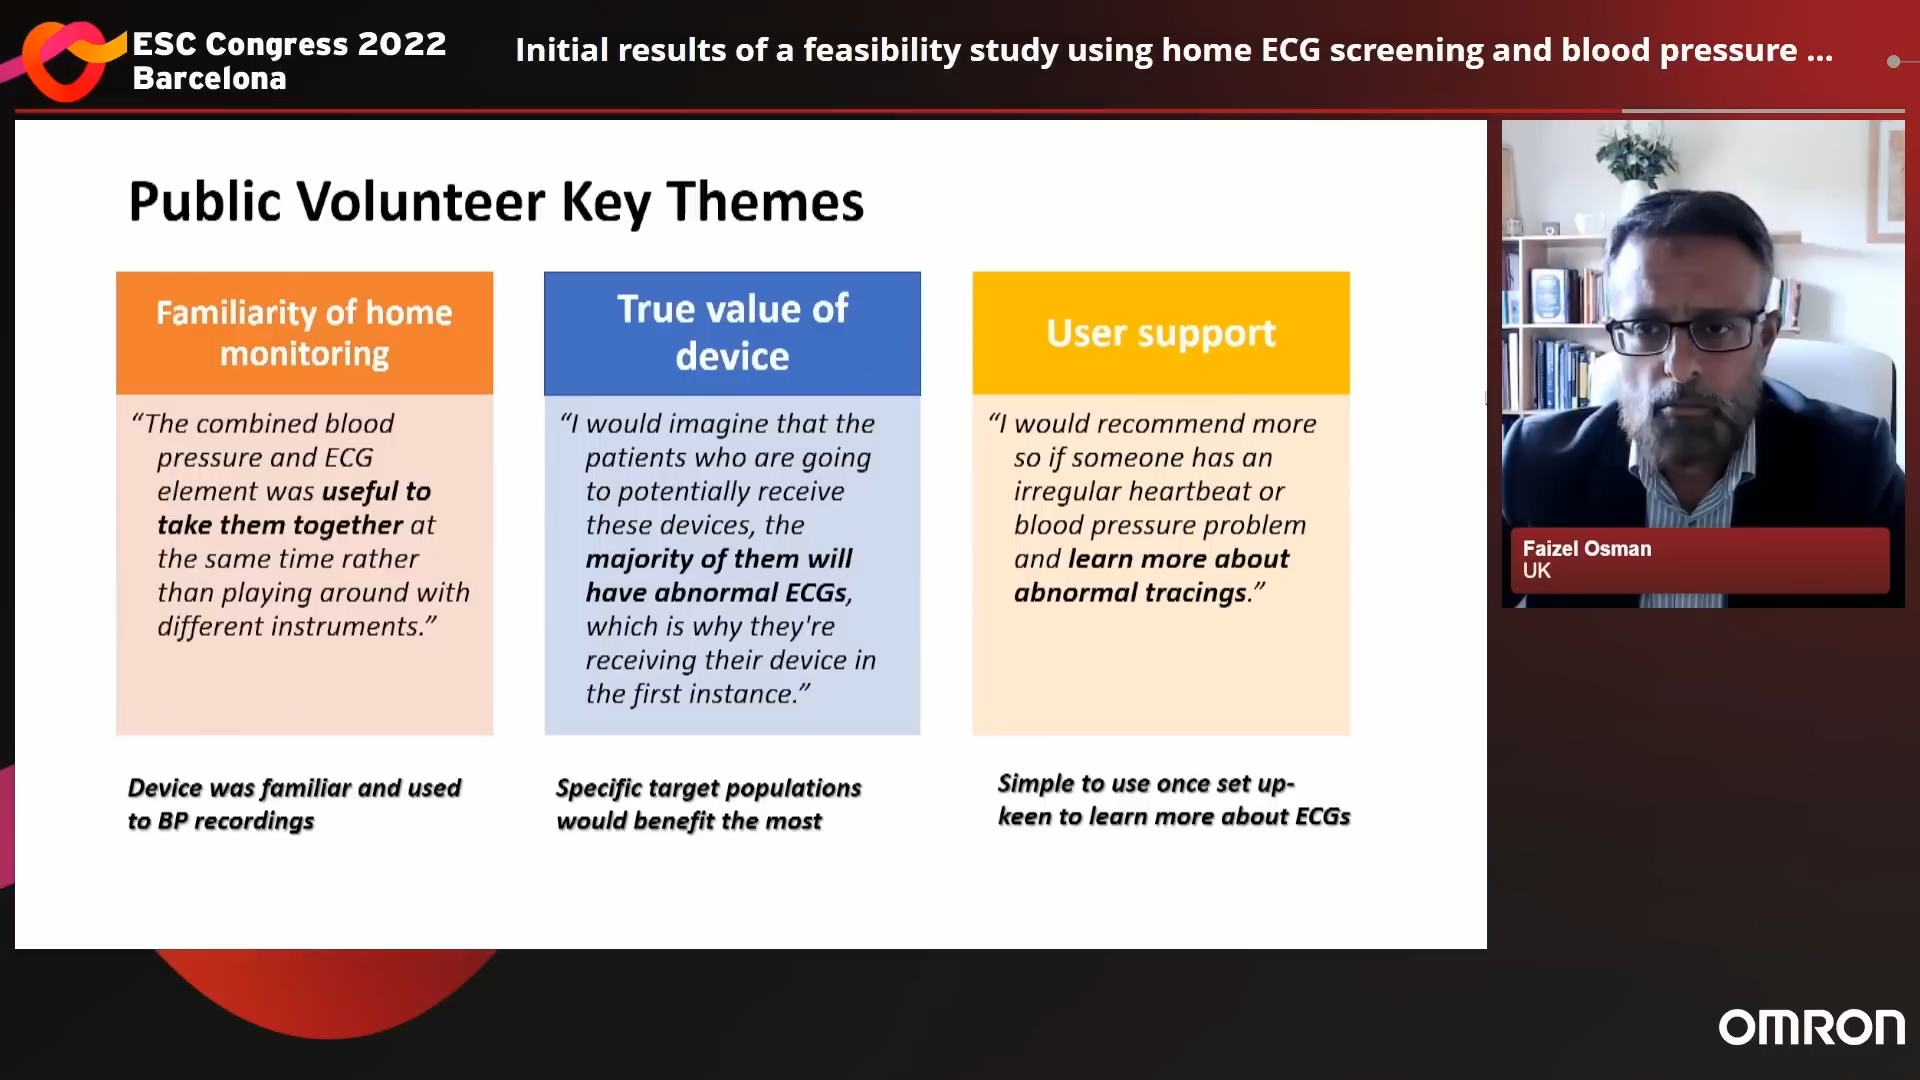 ESC Congress 2022
Barcelona
Initial results of a feasibility study using home ECG screening and blood pressure ...
Public Volunteer Key Themes
Familiarity of home
monitoring
“The combined blood
pressure and ECG
element was useful to
take them together at
the same time rather
than playing around with
different instruments.”
Device was familiar and used
to BP recordings
True value of
device
“I would imagine that the
patients who are going
to potentially receive
these devices, the
majority of them will
have abnormal ECGs,
which is why they're
receiving their device in
the first instance.”
Specific target populations
would benefit the most
User support
“I would recommend more
so if someone has an
irregular heartbeat or
blood pressure problem
and learn more about
abnormal tracings.”
Simple to use once set up-
keen to learn more about ECGs
Faizel Osman
UK
OMRON